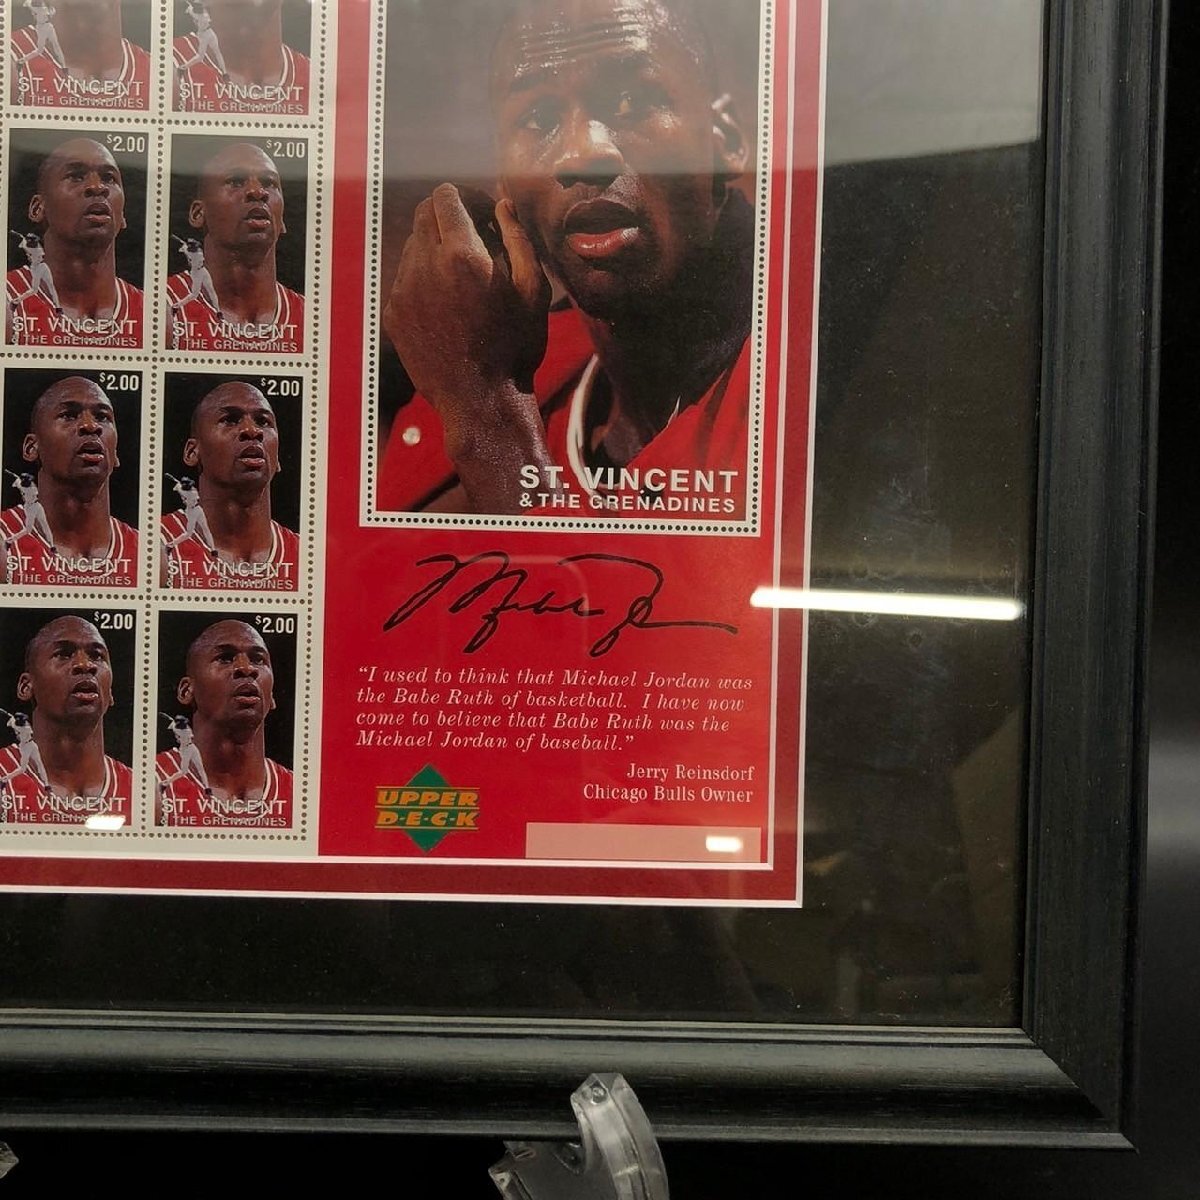 ST. VINCENT
& THE GRENADINES
ST. VINCENT
& THE GRENADINES
$2.00
ST. VINCENT
& THE GRENADINES
$2.00
ST. VINCENT
& THE GRENADINES
$2.00
ST. VINCENT
& THE GRENADINES
$2.00
ST. VINCENT
& THE GRENADINES
$2.00
ST. VINCENT
& THE GRENADINES
$2.00
ST. VINCENT
& THE GRENADINES
ST. VINCENT
& THE GRENADINES
Michael Jordan
“I used to think that Michael Jordan was
the Babe Ruth of basketball. I have now
come to believe that Babe Ruth was the
Michael Jordan of baseball.”
Jerry Reinsdorf
Chicago Bulls Owner
UPPER
D·E·C·K